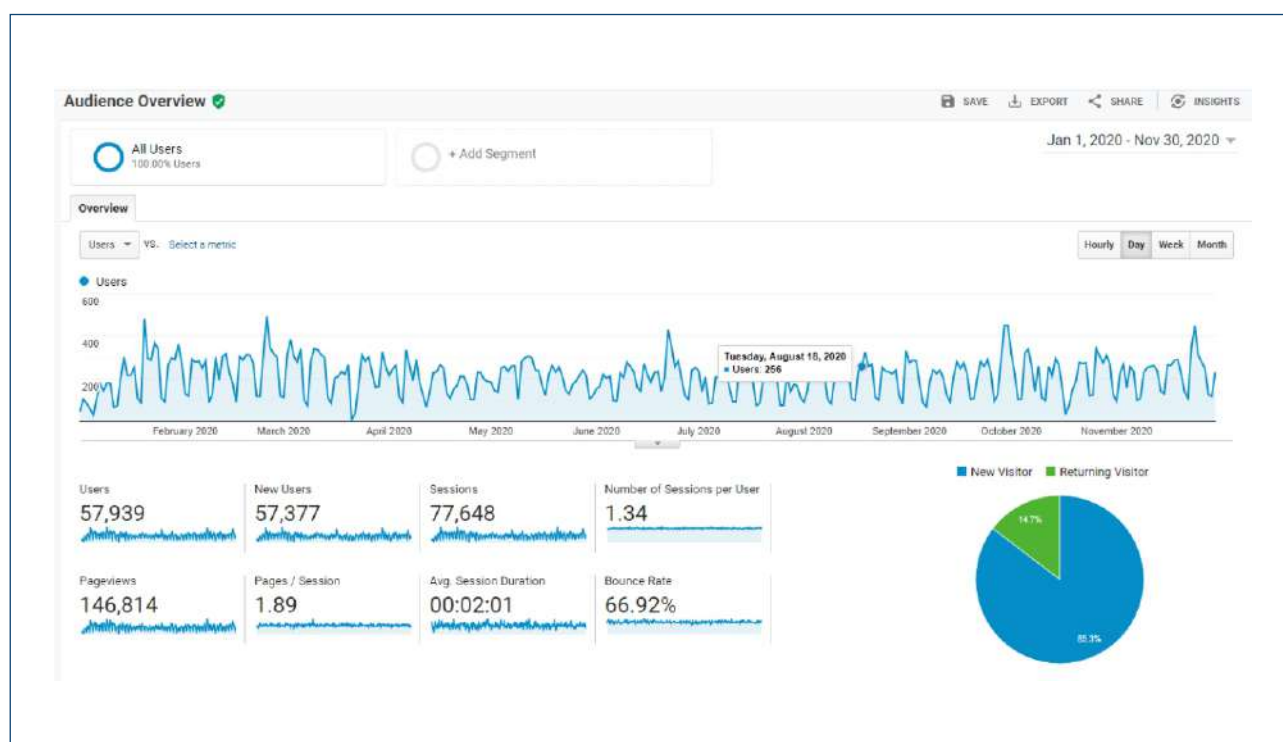 Audience Overview
SAVE EXPORT SHARE INSIGHTS
All Users
100.00% Users
+ Add Segment
Jan 1, 2020 - Nov 30, 2020
Overview
Users VS. Select a metric
Hourly Day Week Month
Users
600
400
200
Tuesday, August 18, 2020
Users: 256
February 2020 March 2020 April 2020 May 2020 June 2020 July 2020 August 2020 September 2020 October 2020 November 2020
New Visitor Returning Visitor
Users New Users Sessions Number of Sessions per User
57,939 57,377 77,648 1.34
Pageviews Pages / Session Avg. Session Duration Bounce Rate
146,814 1.89 00:02:01 66.92%
14.7%
85.3%